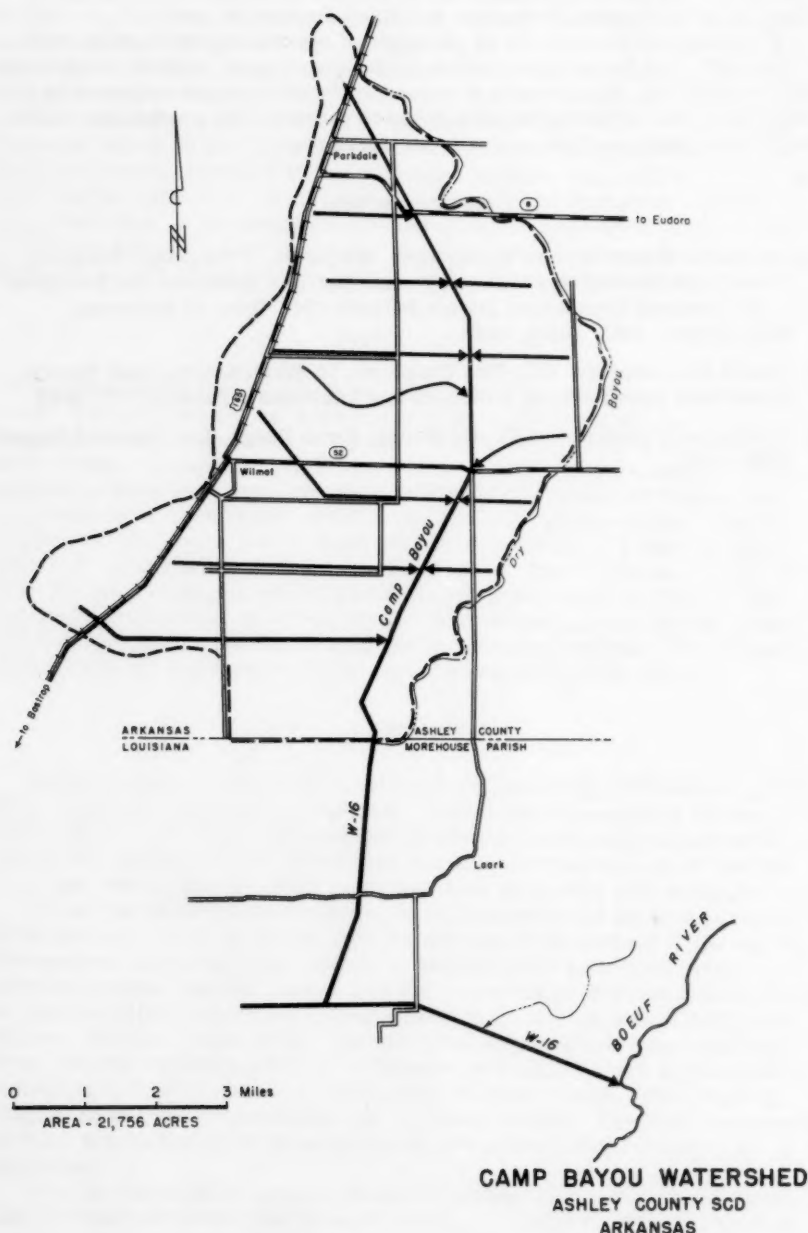 N
Parkdale
8
to Eudora
165
Bayou
52
Wilmot
Dry
Camp Bayou
to Bastrop
ARKANSAS
LOUISIANA
ASHLEY COUNTY
MOREHOUSE PARISH
W-16
Laark
BOEUF RIVER
W-16
0 1 2 3 Miles
AREA - 21,756 ACRES
CAMP BAYOU WATERSHED
ASHLEY COUNTY SCD
ARKANSAS